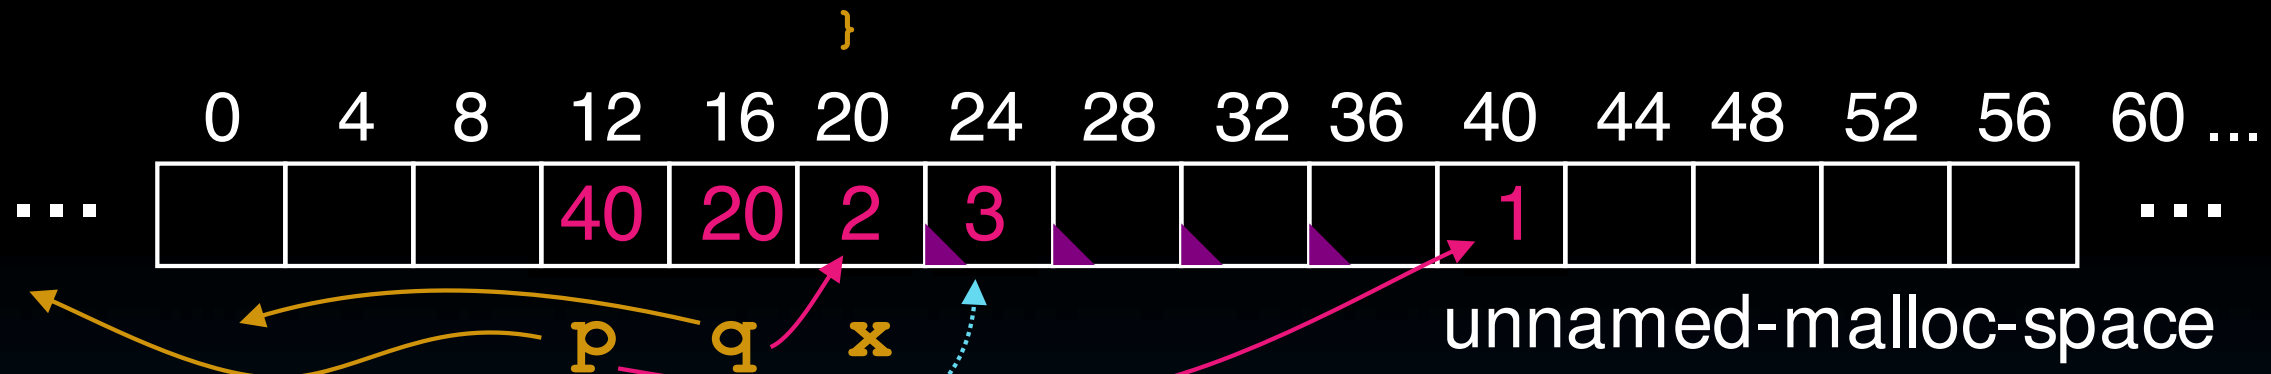 }
0 4 8 12 16 20 24 28 32 36 40 44 48 52 56 60 ...
... 40 20 2 3 1 ...
p q x unnamed-malloc-space